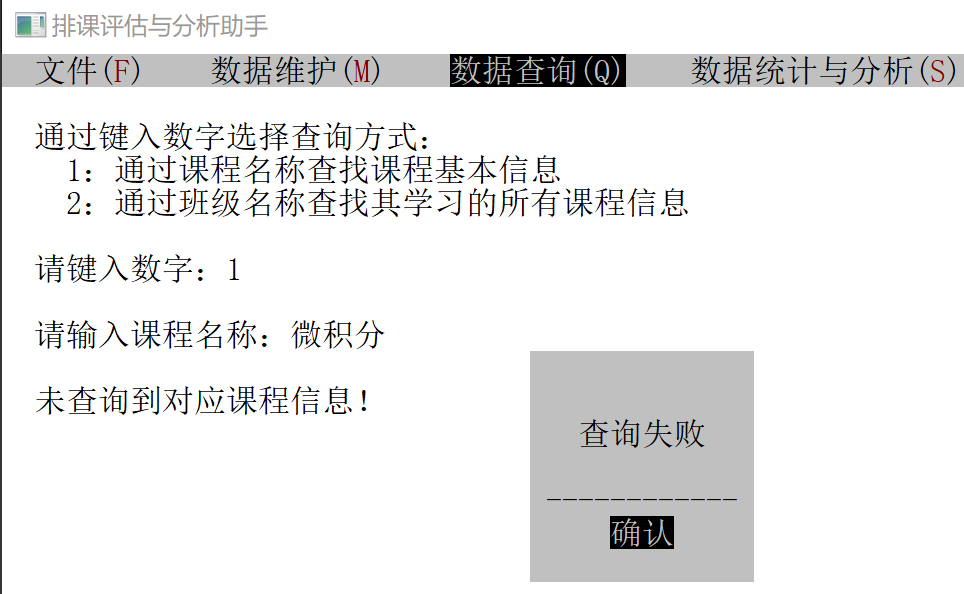 排课评估与分析助手
文件(F) 数据维护(M) 数据查询(Q) 数据统计与分析(S)
通过键入数字选择查询方式：
1：通过课程名称查找课程基本信息
2：通过班级名称查找其学习的所有课程信息
请键入数字：1
请输入课程名称：微积分
未查询到对应课程信息！
查询失败
------------
确认